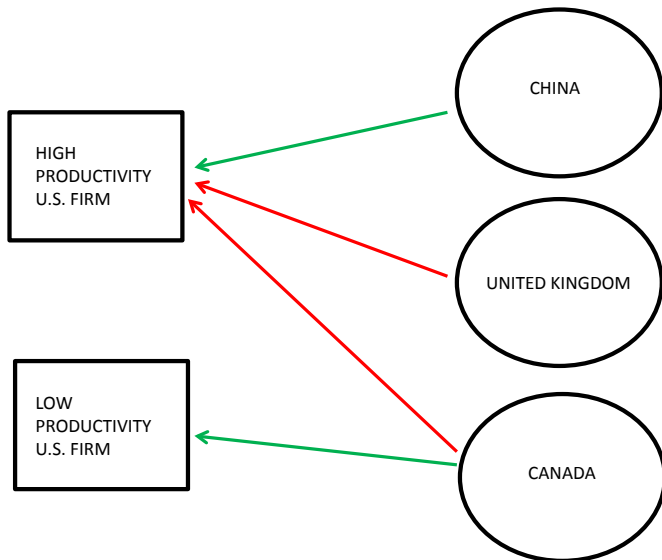 HIGH
PRODUCTIVITY
U.S. FIRM
CHINA
UNITED KINGDOM
LOW
PRODUCTIVITY
U.S. FIRM
CANADA